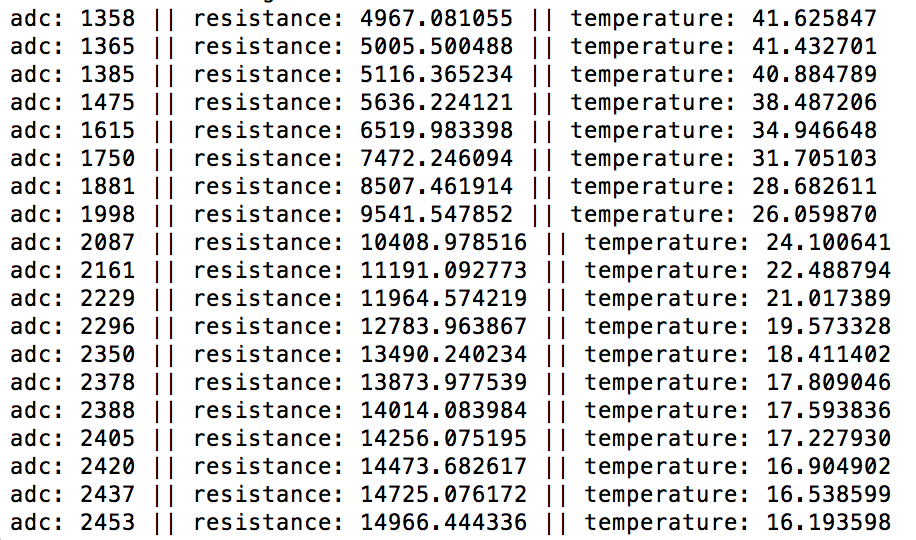 adc: 1358 || resistance: 4967.081055 || temperature: 41.625847
adc: 1365 || resistance: 5005.500488 || temperature: 41.432701
adc: 1385 || resistance: 5116.365234 || temperature: 40.884789
adc: 1475 || resistance: 5636.224121 || temperature: 38.487206
adc: 1615 || resistance: 6519.983398 || temperature: 34.946648
adc: 1750 || resistance: 7472.246094 || temperature: 31.705103
adc: 1881 || resistance: 8507.461914 || temperature: 28.682611
adc: 1998 || resistance: 9541.547852 || temperature: 26.059870
adc: 2087 || resistance: 10408.978516 || temperature: 24.100641
adc: 2161 || resistance: 11191.092773 || temperature: 22.488794
adc: 2229 || resistance: 11964.574219 || temperature: 21.017389
adc: 2296 || resistance: 12783.963867 || temperature: 19.573328
adc: 2350 || resistance: 13490.240234 || temperature: 18.411402
adc: 2378 || resistance: 13873.977539 || temperature: 17.809046
adc: 2388 || resistance: 14014.083984 || temperature: 17.593836
adc: 2405 || resistance: 14256.075195 || temperature: 17.227930
adc: 2420 || resistance: 14473.682617 || temperature: 16.904902
adc: 2437 || resistance: 14725.076172 || temperature: 16.538599
adc: 2453 || resistance: 14966.444336 || temperature: 16.193598